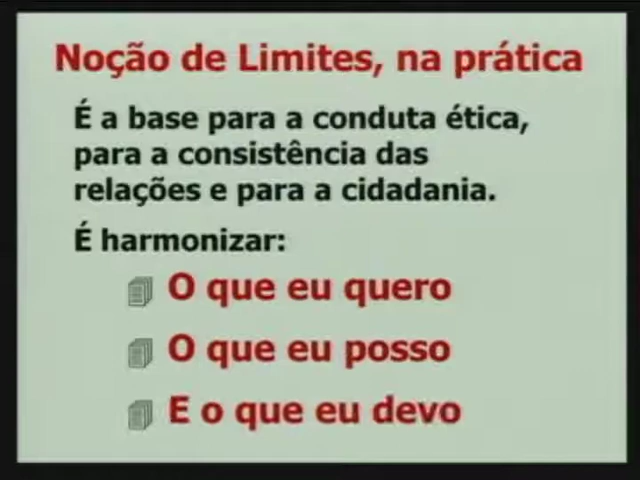 Noção de Limites, na prática
É a base para a conduta ética,
para a consistência das
relações e para a cidadania.
É harmonizar:
O que eu quero
O que eu posso
E o que eu devo